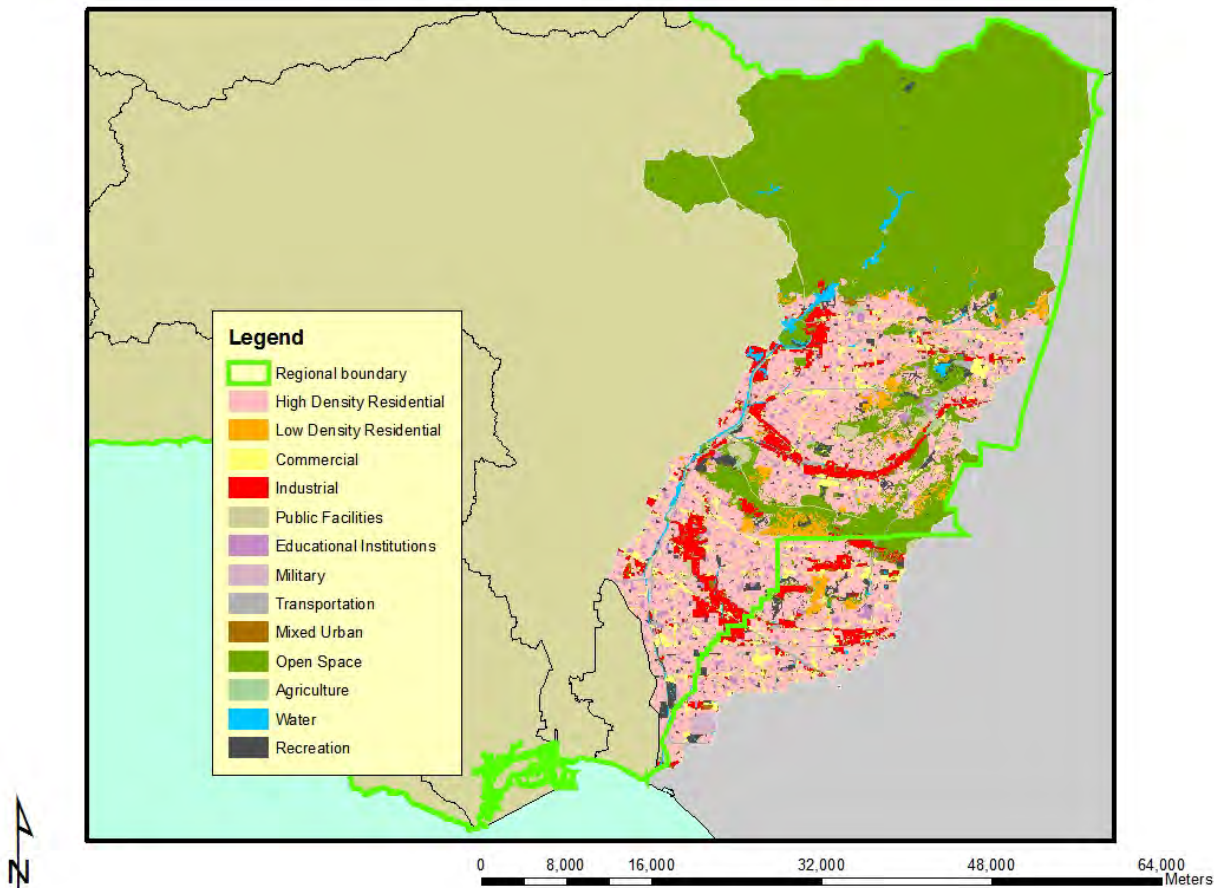 Legend
Regional boundary
High Density Residential
Low Density Residential
Commercial
Industrial
Public Facilities
Educational Institutions
Military
Transportation
Mixed Urban
Open Space
Agriculture
Water
Recreation
N
0 8,000 16,000 32,000 48,000 64,000
Meters